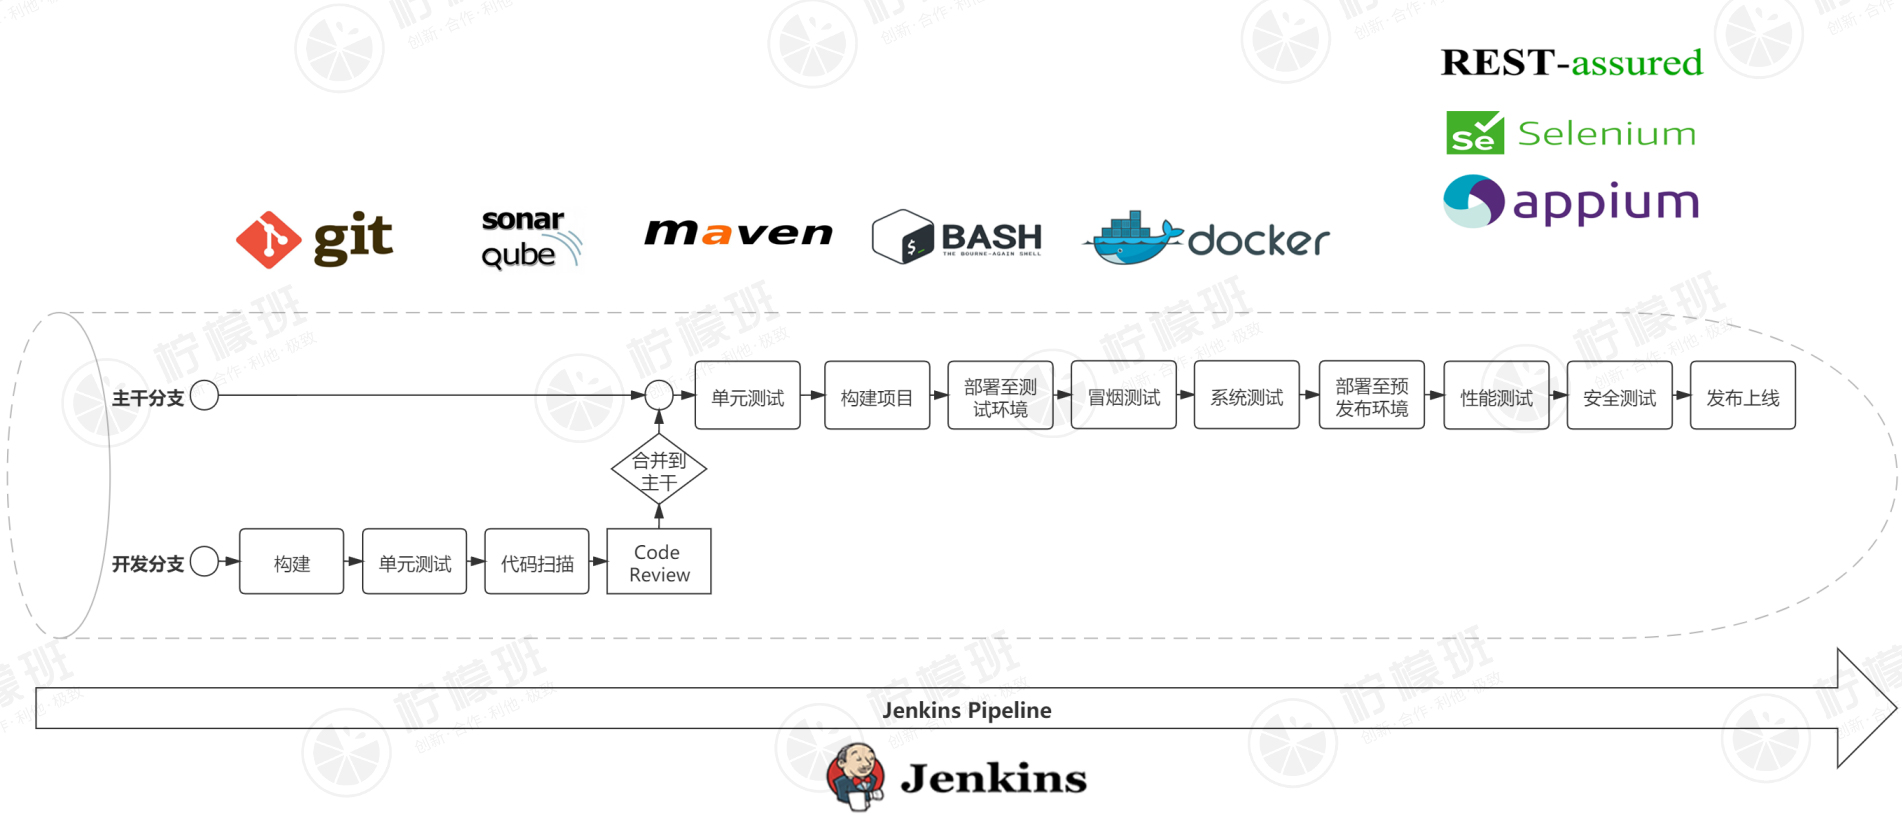 REST-assured
Se Selenium
appium
git
sonar
qube
maven
$_ BASH
THE BOURNE-AGAIN SHELL
docker
主干分支
单元测试
构建项目
部署至测
试环境
冒烟测试
系统测试
部署至预
发布环境
性能测试
安全测试
发布上线
合并到
主干
开发分支
构建
单元测试
代码扫描
Code
Review
Jenkins Pipeline
Jenkins
柠檬班
创新·合作·利他·极致